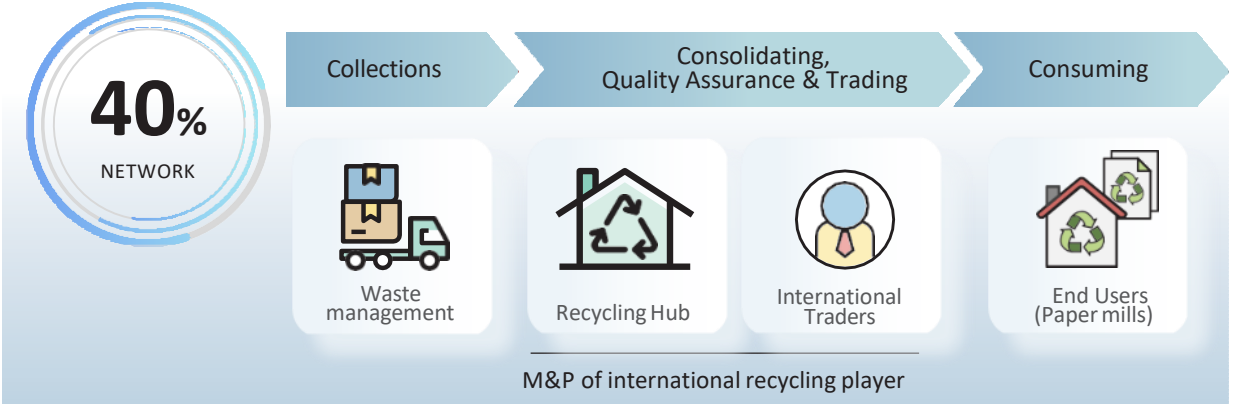 40%
NETWORK
Collections
Consolidating,
Quality Assurance & Trading
Consuming
Waste
management
Recycling Hub
International
Traders
End Users
(Paper mills)
M&P of international recycling player